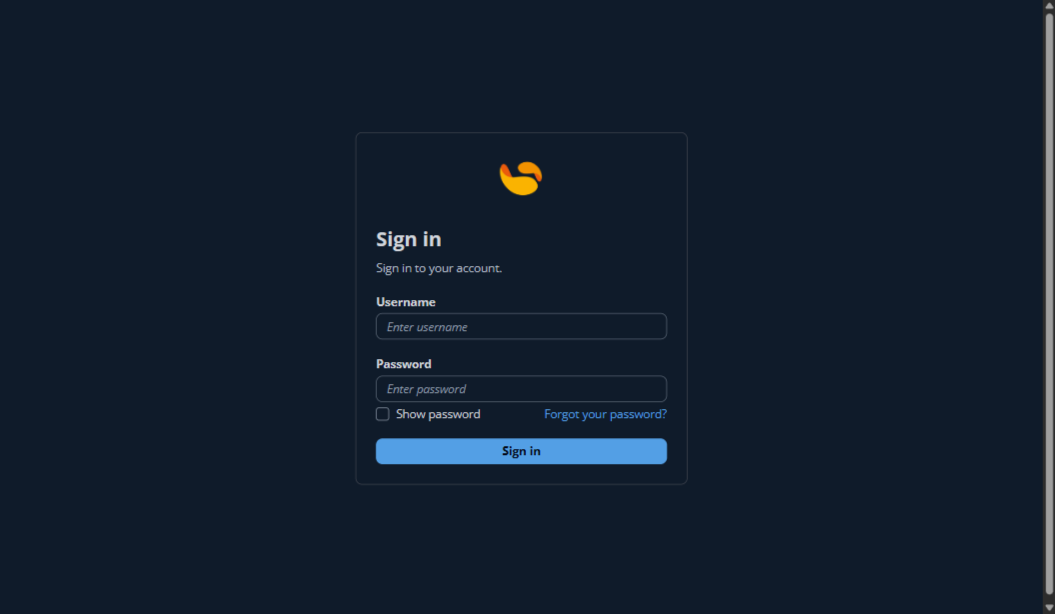 Sign in
Sign in to your account.
Username
Enter username
Password
Enter password
Show password Forgot your password?
Sign in